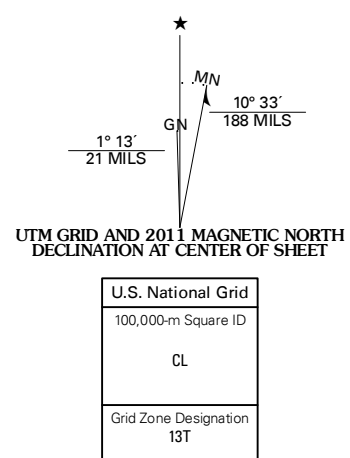 ★
MN
GN
10° 33´
188 MILS
1° 13´
21 MILS
UTM GRID AND 2011 MAGNETIC NORTH
DECLINATION AT CENTER OF SHEET
U.S. National Grid
100,000-m Square ID
CL
Grid Zone Designation
13T